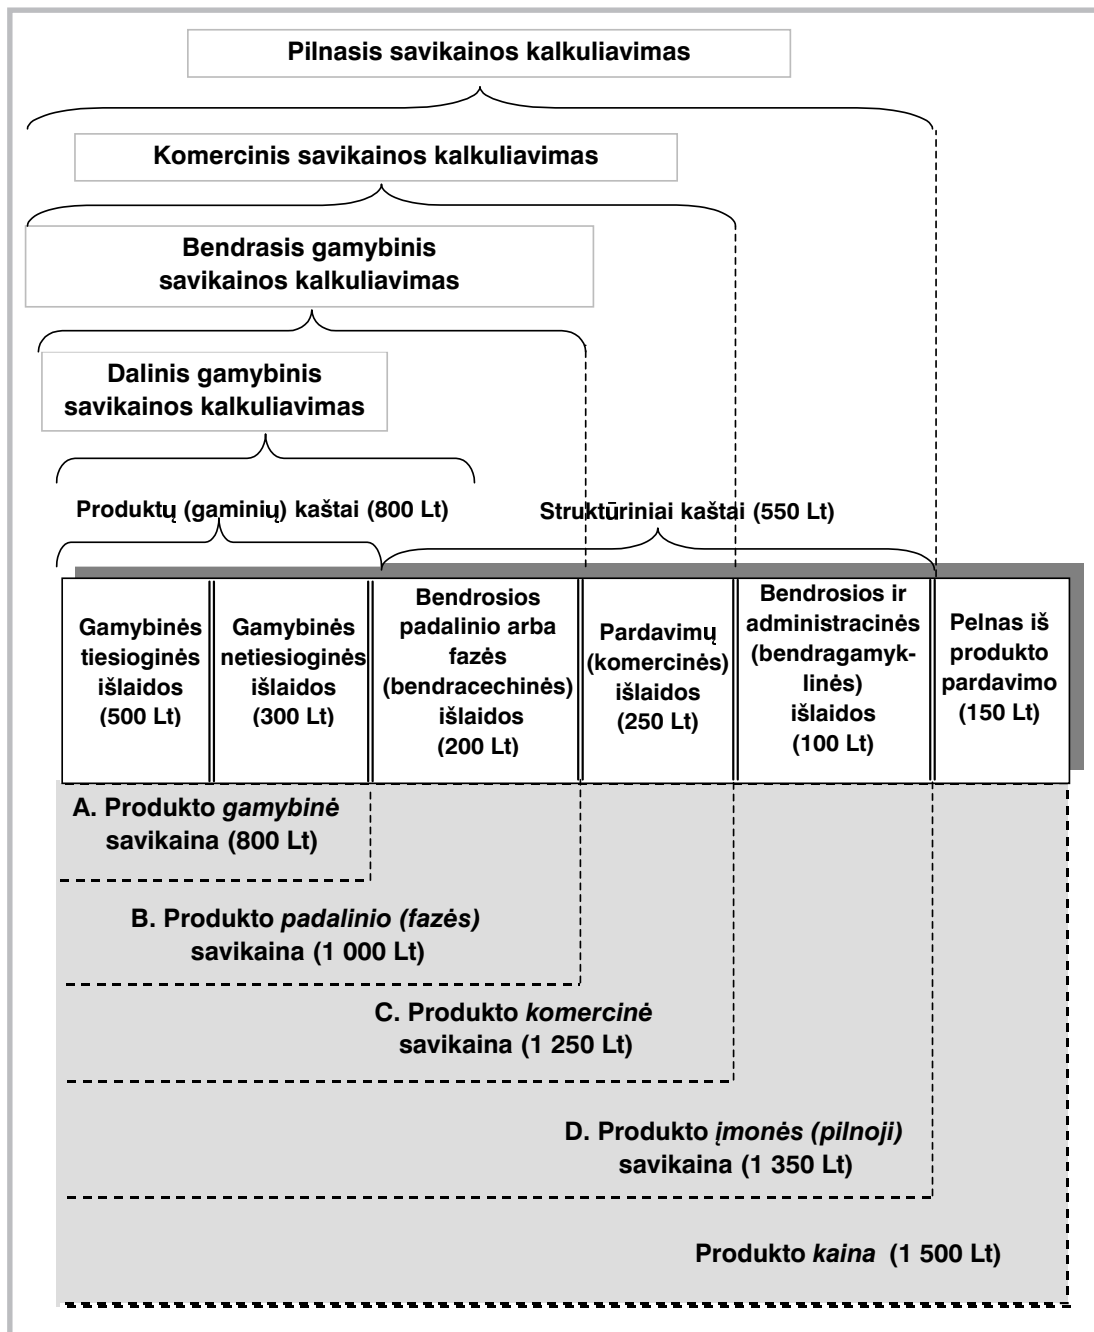 Pilnasis savikainos kalkuliavimas
Komercinis savikainos kalkuliavimas
Bendrasis gamybinis
savikainos kalkuliavimas
Dalinis gamybinis
savikainos kalkuliavimas
Produktų (gaminių) kaštai (800 Lt)
Struktūriniai kaštai (550 Lt)
Gamybinės
tiesioginės
išlaidos
(500 Lt)
Gamybinės
netiesioginės
išlaidos
(300 Lt)
Bendrosios
padalinio arba
fazės
(bendracechinės)
išlaidos
(200 Lt)
Pardavimų
(komercinės)
išlaidos
(250 Lt)
Bendrosios ir
administracinės
(bendragamyk-
linės)
išlaidos
(100 Lt)
Pelnas iš
produkto
pardavimo
(150 Lt)
A. Produkto gamybinė
savikaina (800 Lt)
B. Produkto padalinio (fazės)
savikaina (1 000 Lt)
C. Produkto komercinė
savikaina (1 250 Lt)
D. Produkto įmonės (pilnoji)
savikaina (1 350 Lt)
Produkto kaina (1 500 Lt)